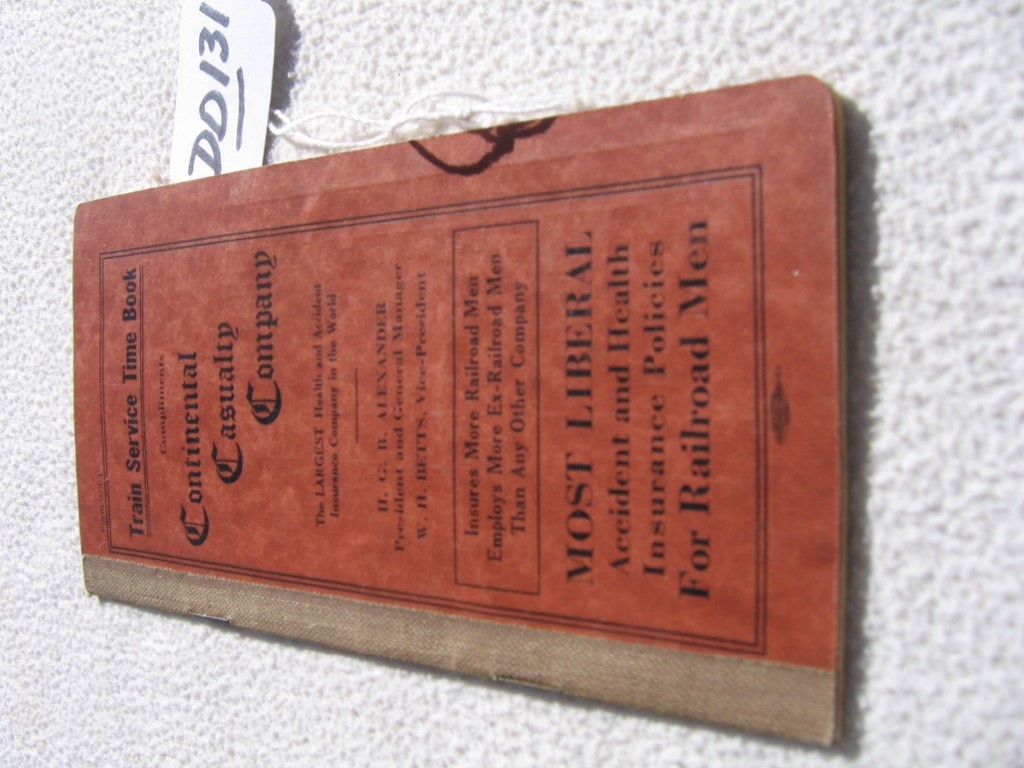 DD131
Train Service Time Book
Compliments
Continental
Casualty
Company
The LARGEST Health and Accident
Insurance Company in the World
H. G. B. ALEXANDER
President and General Manager
W. H. BETTS, Vice-President
Insures More Railroad Men
Employs More Ex-Railroad Men
Than Any Other Company
MOST LIBERAL
Accident and Health
Insurance Policies
For Railroad Men